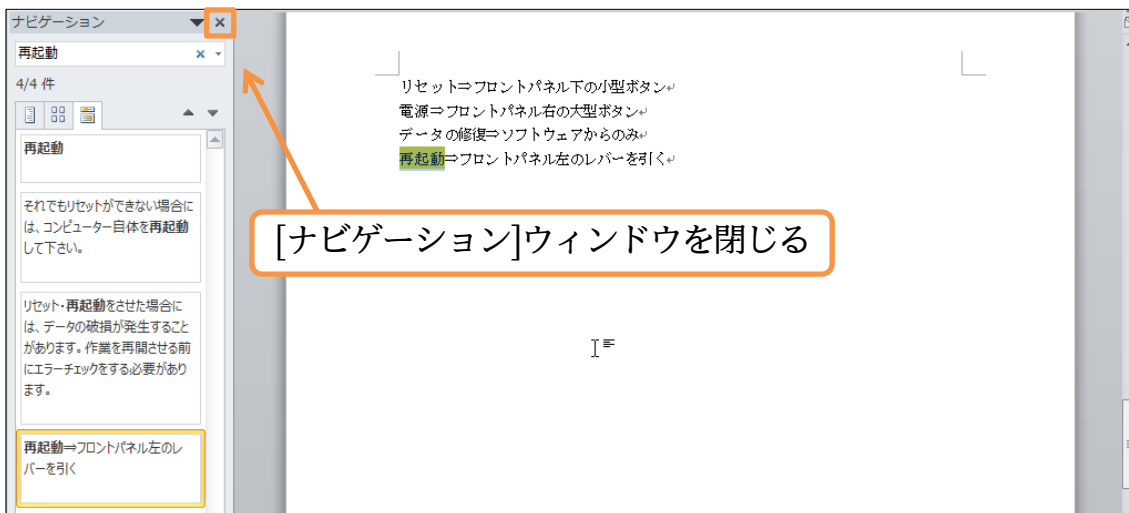 ナビゲーション
再起動
4/4 件
再起動
それでもリセットができない場合に
は、コンピューター自体を再起動
して下さい。
リセット・再起動をさせた場合に
は、データの破損が発生すること
があります。作業を再開させる前
にエラーチェックをする必要があり
ます。
再起動⇒フロントパネル左のレ
バーを引く
リセット⇒フロントパネル下の小型ボタン
電源⇒フロントパネル右の大型ボタン
データの修復⇒ソフトウェアからのみ
再起動⇒フロントパネル左のレバーを引く
[ナビゲーション]ウィンドウを閉じる